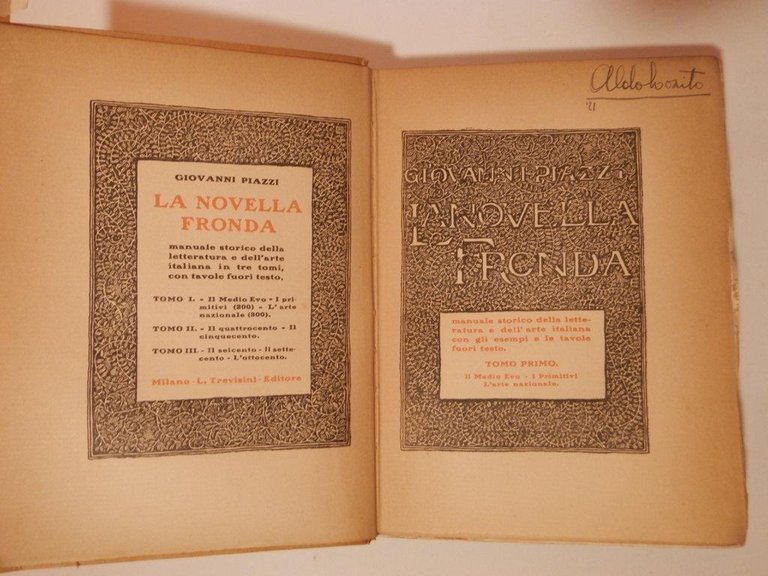 GIOVANNI PIAZZI
LA NOVELLA
FRONDA
manuale storico della
letteratura e dell'arte
italiana in tre tomi,
con tavole fuori testo.
TOMO I. - Il Medio Evo - I pri-
mitivi (200) - L'arte
nazionale (300).
TOMO II. - Il quattrocento - Il
cinquecento.
TOMO III. - Il seicento - Il sette-
cento - L'ottocento.
Milano - L. Trevisini - Editore
'21
GIOVANNI·PIAZZI
LA NOVELLA
FRONDA
manuale storico della lette-
ratura e dell'arte italiana
con gli esempi e le tavole
fuori testo.
TOMO PRIMO.
Il Medio Evo - I Primitivi
L'arte nazionale.